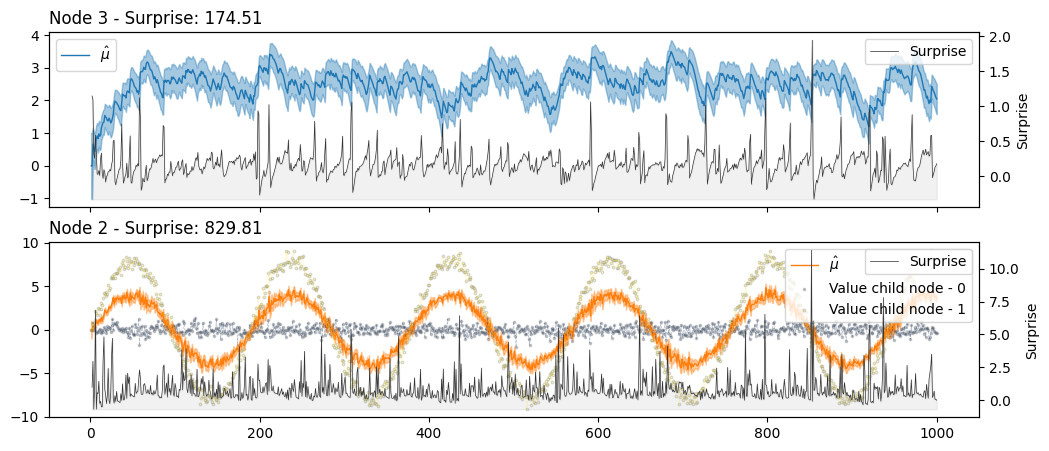 Node 3 - Surprise: 174.51
4
3
2
1
0
−1
μ̂
Surprise
2.0
1.5
1.0
0.5
0.0
Surprise
Node 2 - Surprise: 829.81
10
5
0
−5
−10
μ̂
Value child node - 0
Value child node - 1
Surprise
10.0
7.5
5.0
2.5
0.0
Surprise
0
200
400
600
800
1000